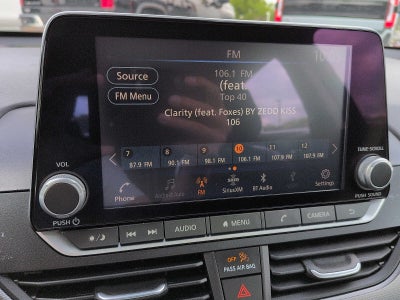 FM
Source
106.1 FM
(feat.
FM Menu
Top 40
Clarity (feat. Foxes) BY ZEDD KISS
106
7 8 9 10 11 12
87.9 FM 90.1 FM 98.1 FM 106.1 FM 107.9 FM 107.9 FM
VOL
TUNE·SCROLL
Phone FM SiriusXM BT Audio Settings
PUSH
PUSH SOUND
AUDIO MENU CAMERA
OFF
PASS AIR BAG